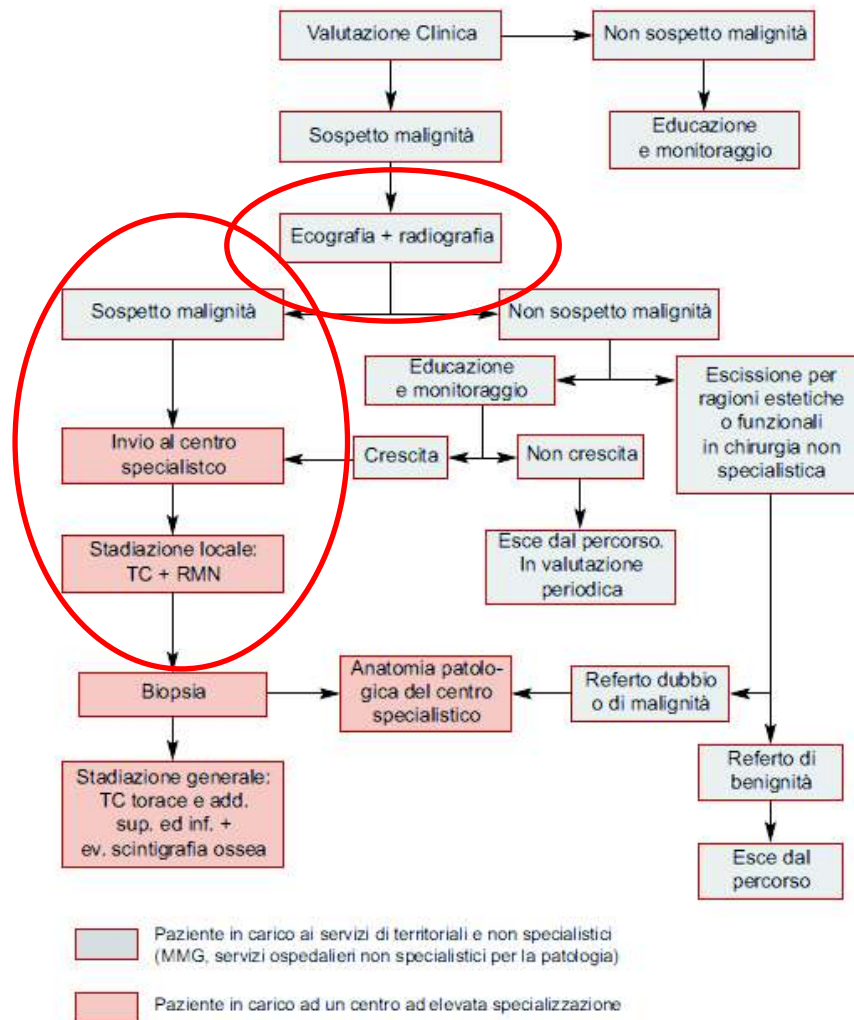 Valutazione Clinica
Non sospetto malignità
Sospetto malignità
Educazione
e monitoraggio
Ecografia + radiografia
Sospetto malignità
Non sospetto malignità
Educazione
e monitoraggio
Escissione per
ragioni estetiche
o funzionali
in chirurgia non
specialistica
Invio al centro
specialistco
Crescita
Non crescita
Stadiazione locale:
TC + RMN
Esce dal percorso.
In valutazione
periodica
Biopsia
Anatomia patolo-
gica del centro
specialistico
Referto dubbio
o di malignità
Stadiazione generale:
TC torace e add.
sup. ed inf. +
ev. scintigrafia ossea
Referto di
benignità
Esce dal
percorso
Paziente in carico ai servizi di territoriali e non specialistici
(MMG, servizi ospedalieri non specialistici per la patologia)
Paziente in carico ad un centro ad elevata specializzazione